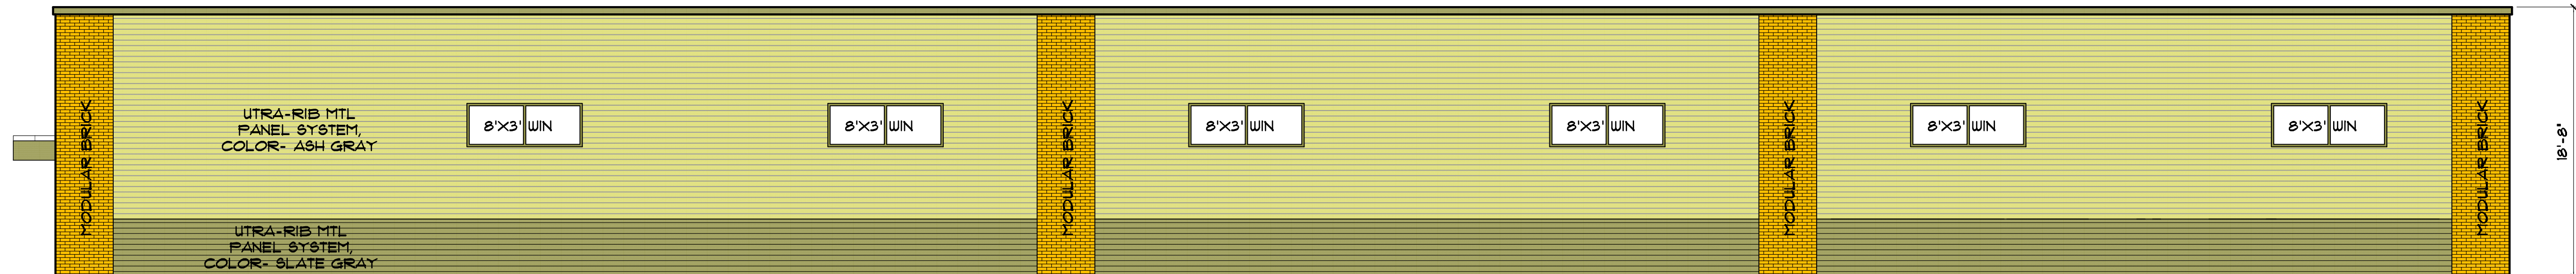 MODULAR BRICK
UTRA-RIB MTL
PANEL SYSTEM,
COLOR- ASH GRAY
8'X3' WIN
8'X3' WIN
MODULAR BRICK
8'X3' WIN
8'X3' WIN
MODULAR BRICK
8'X3' WIN
8'X3' WIN
MODULAR BRICK
18'-8"
UTRA-RIB MTL
PANEL SYSTEM,
COLOR- SLATE GRAY